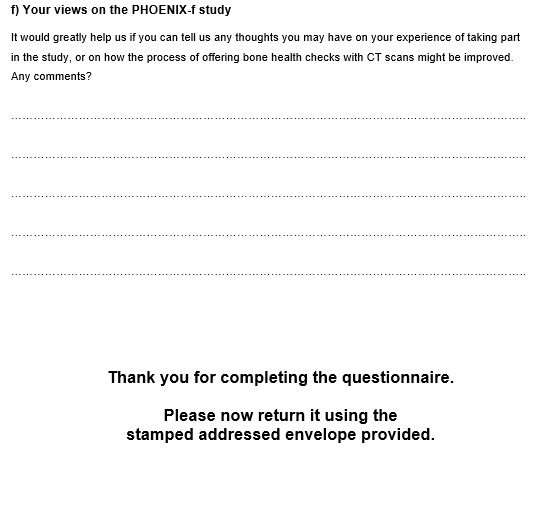 f) Your views on the PHOENIX-f study
It would greatly help us if you can tell us any thoughts you may have on your experience of taking part
in the study, or on how the process of offering bone health checks with CT scans might be improved.
Any comments?
Thank you for completing the questionnaire.
Please now return it using the
stamped addressed envelope provided.